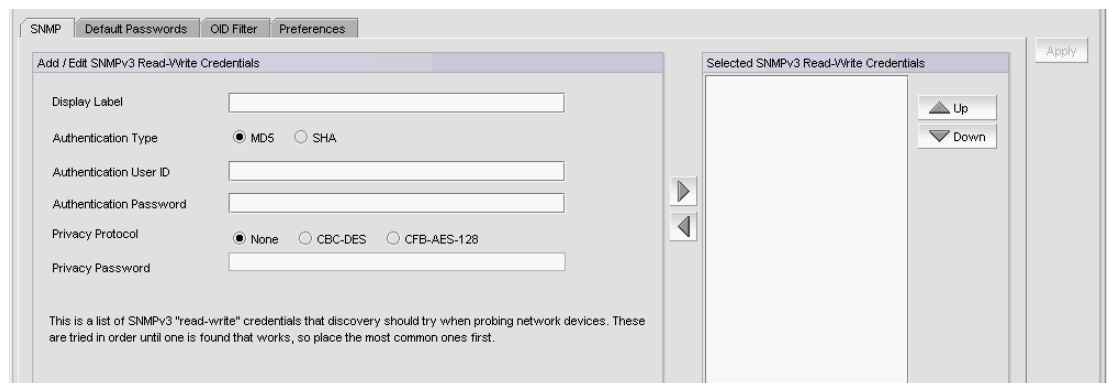 SNMP Default Passwords OID Filter Preferences
Apply
Add / Edit SNMPv3 Read-Write Credentials
Display Label
Authentication Type MD5 SHA
Authentication User ID
Authentication Password
Privacy Protocol None CBC-DES CFB-AES-128
Privacy Password
This is a list of SNMPv3 "read-write" credentials that discovery should try when probing network devices. These
are tried in order until one is found that works, so place the most common ones first.
Selected SNMPv3 Read-Write Credentials
Up
Down